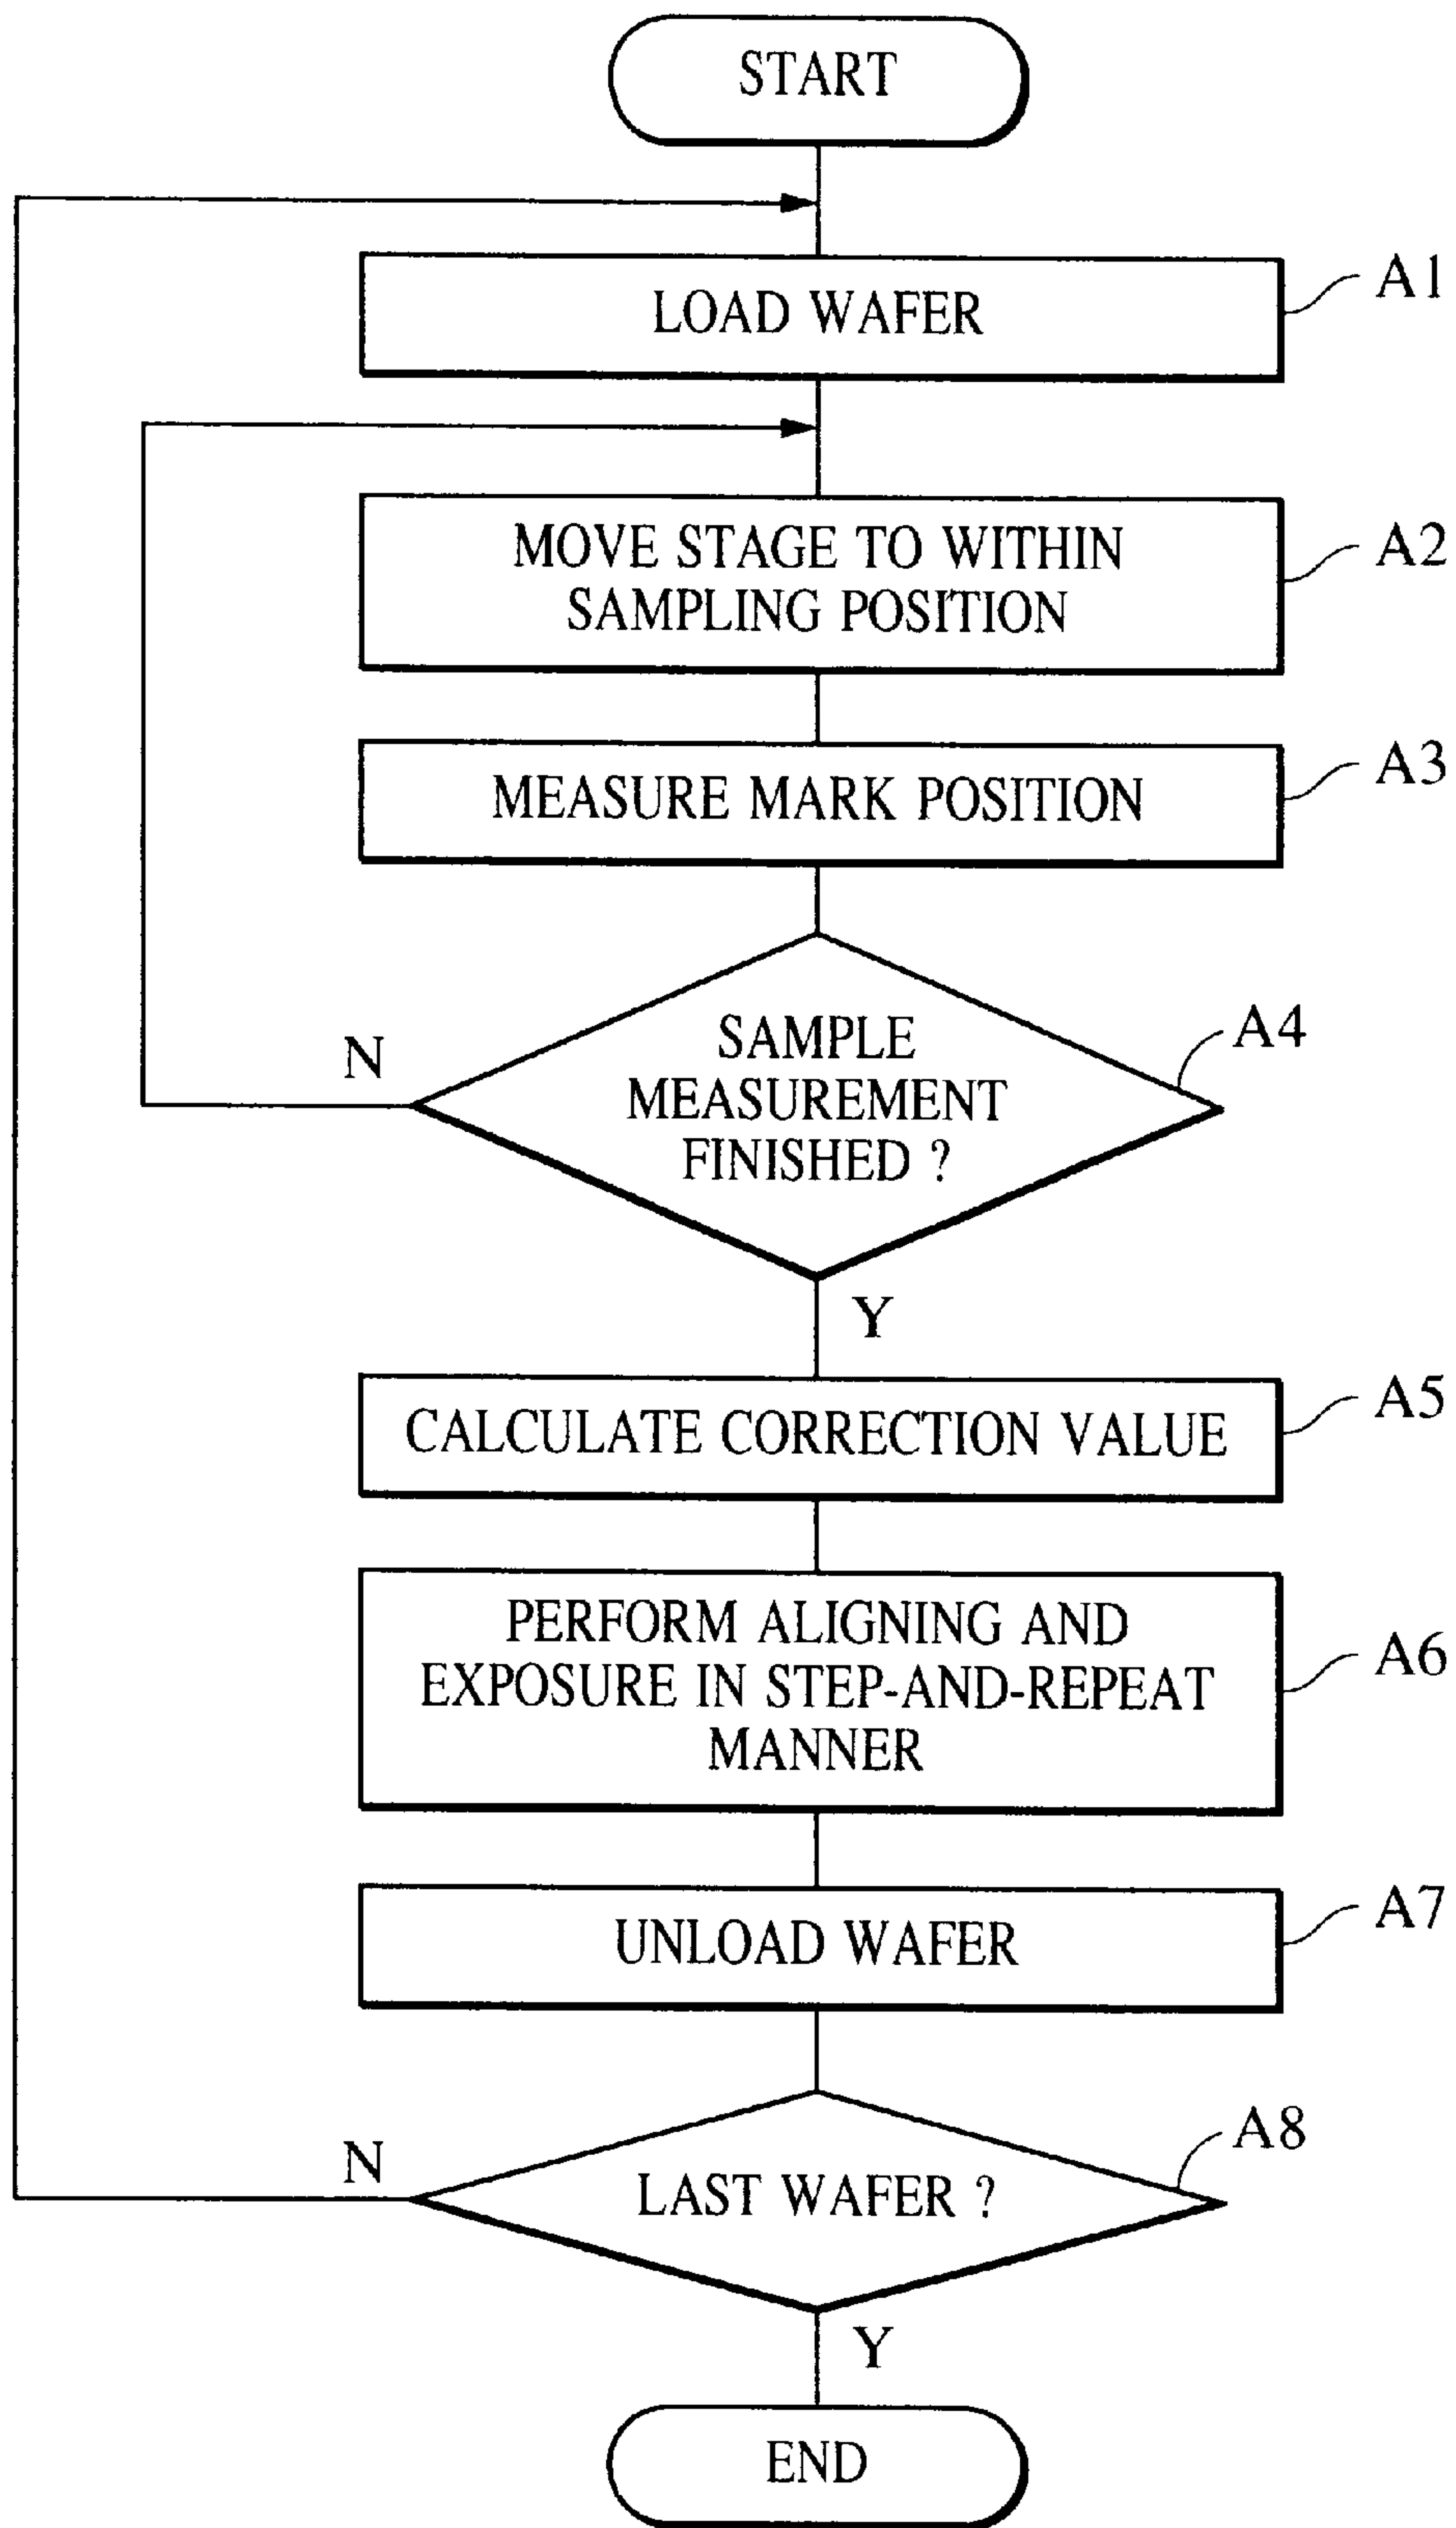 START
LOAD WAFER
A1
MOVE STAGE TO WITHIN
SAMPLING POSITION
A2
MEASURE MARK POSITION
A3
SAMPLE
MEASUREMENT
FINISHED ?
A4
N
Y
CALCULATE CORRECTION VALUE
A5
PERFORM ALIGNING AND
EXPOSURE IN STEP-AND-REPEAT
MANNER
A6
UNLOAD WAFER
A7
LAST WAFER ?
A8
N
Y
END